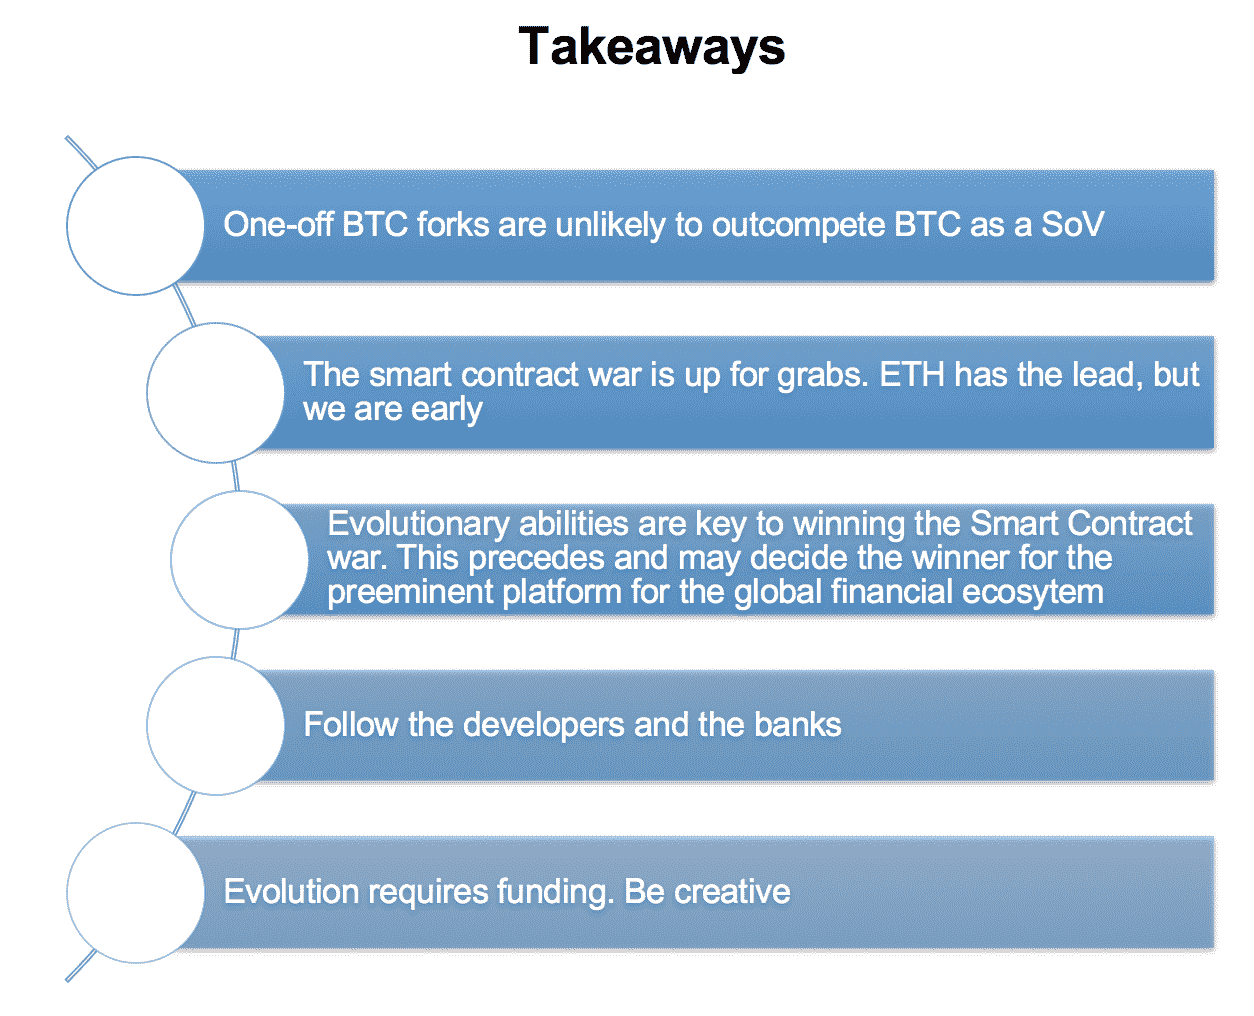 Takeaways
One-off BTC forks are unlikely to outcompete BTC as a SoV
The smart contract war is up for grabs. ETH has the lead, but
we are early
Evolutionary abilities are key to winning the Smart Contract
war. This precedes and may decide the winner for the
preeminent platform for the global financial ecosytem
Follow the developers and the banks
Evolution requires funding. Be creative